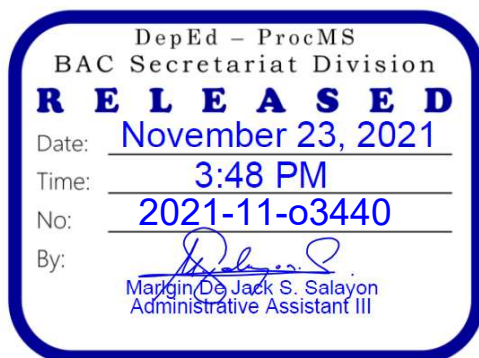 DepEd – ProcMS
BAC Secretariat Division
RELEASED
Date: November 23, 2021
Time: 3:48 PM
No: 2021-11-o3440
By:
Marlgin De Jack S. Salayon
Administrative Assistant III